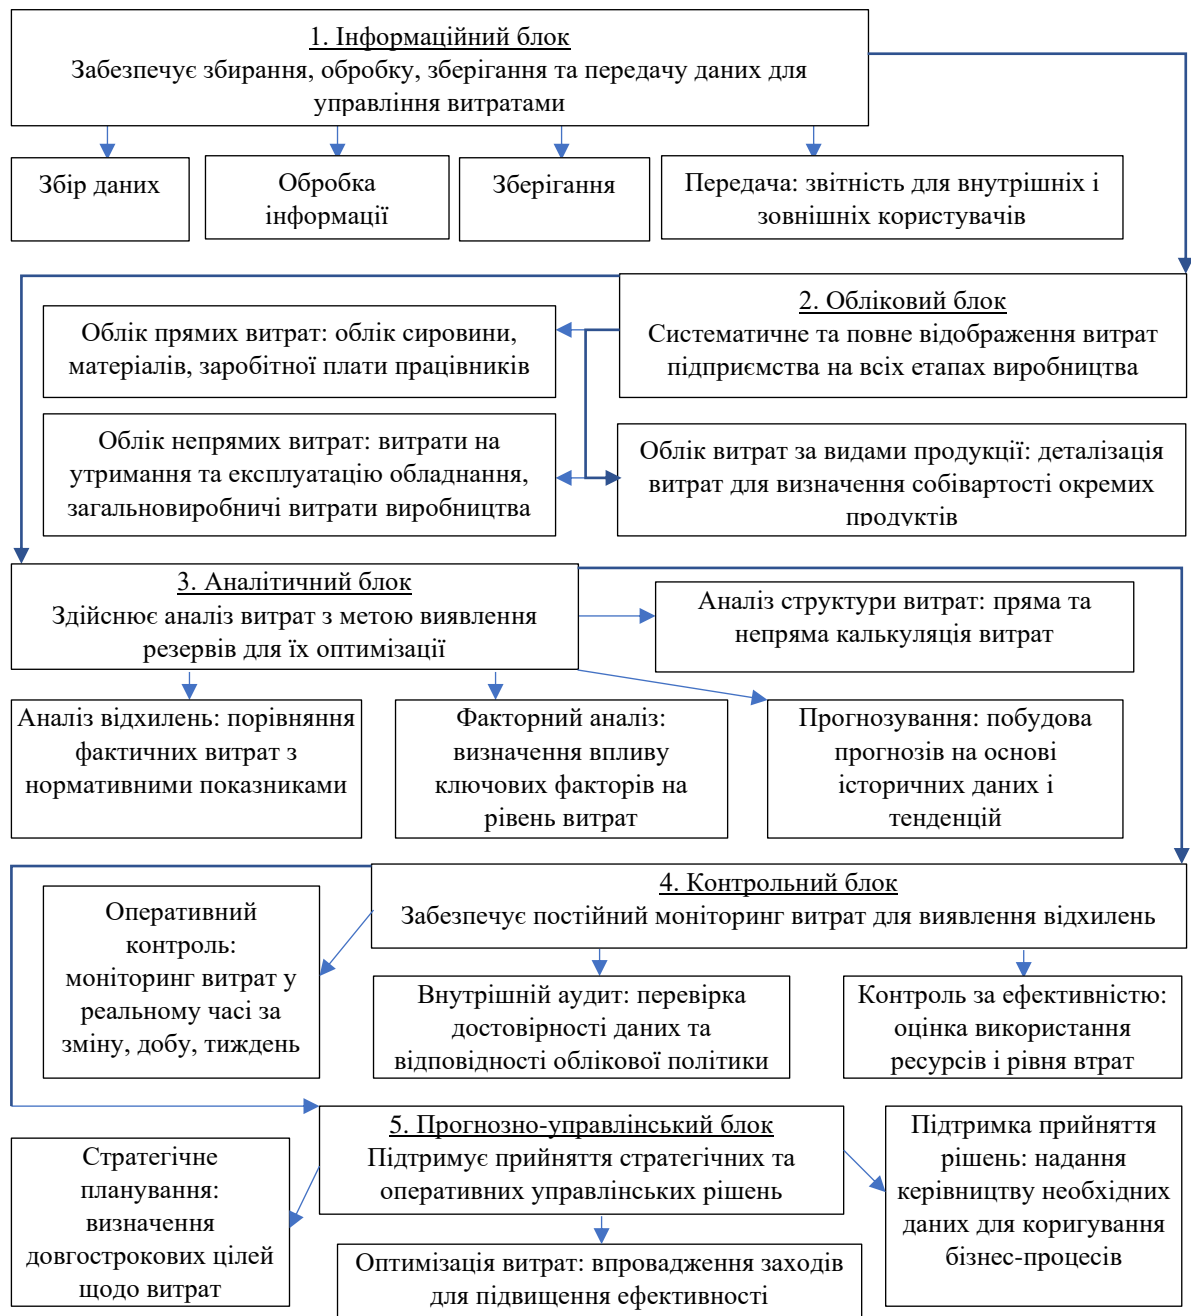 1. Інформаційний блок
Забезпечує збирання, обробку, зберігання та передачу даних для
управління витратами
Збір даних
Обробка
інформації
Зберігання
Передача: звітність для внутрішніх і
зовнішніх користувачів
2. Обліковий блок
Систематичне та повне відображення витрат
підприємства на всіх етапах виробництва
Облік прямих витрат: облік сировини,
матеріалів, заробітної плати працівників
Облік непрямих витрат: витрати на
утримання та експлуатацію обладнання,
загальновиробничі витрати виробництва
Облік витрат за видами продукції: деталізація
витрат для визначення собівартості окремих
продуктів
3. Аналітичний блок
Здійснює аналіз витрат з метою виявлення
резервів для їх оптимізації
Аналіз структури витрат: пряма та
непряма калькуляція витрат
Аналіз відхилень: порівняння
фактичних витрат з
нормативними показниками
Факторний аналіз:
визначення впливу
ключових факторів на
рівень витрат
Прогнозування: побудова
прогнозів на основі
історичних даних і
тенденцій
4. Контрольний блок
Забезпечує постійний моніторинг витрат для виявлення відхилень
Оперативний
контроль:
моніторинг витрат у
реальному часі за
зміну, добу, тиждень
Внутрішній аудит: перевірка
достовірності даних та
відповідності облікової політики
Контроль за ефективністю:
оцінка використання
ресурсів і рівня втрат
5. Прогнозно-управлінський блок
Підтримує прийняття стратегічних та
оперативних управлінських рішень
Стратегічне
планування:
визначення
довгострокових цілей
щодо витрат
Оптимізація витрат: впровадження заходів
для підвищення ефективності
Підтримка прийняття
рішень: надання
керівництву необхідних
даних для коригування
бізнес-процесів